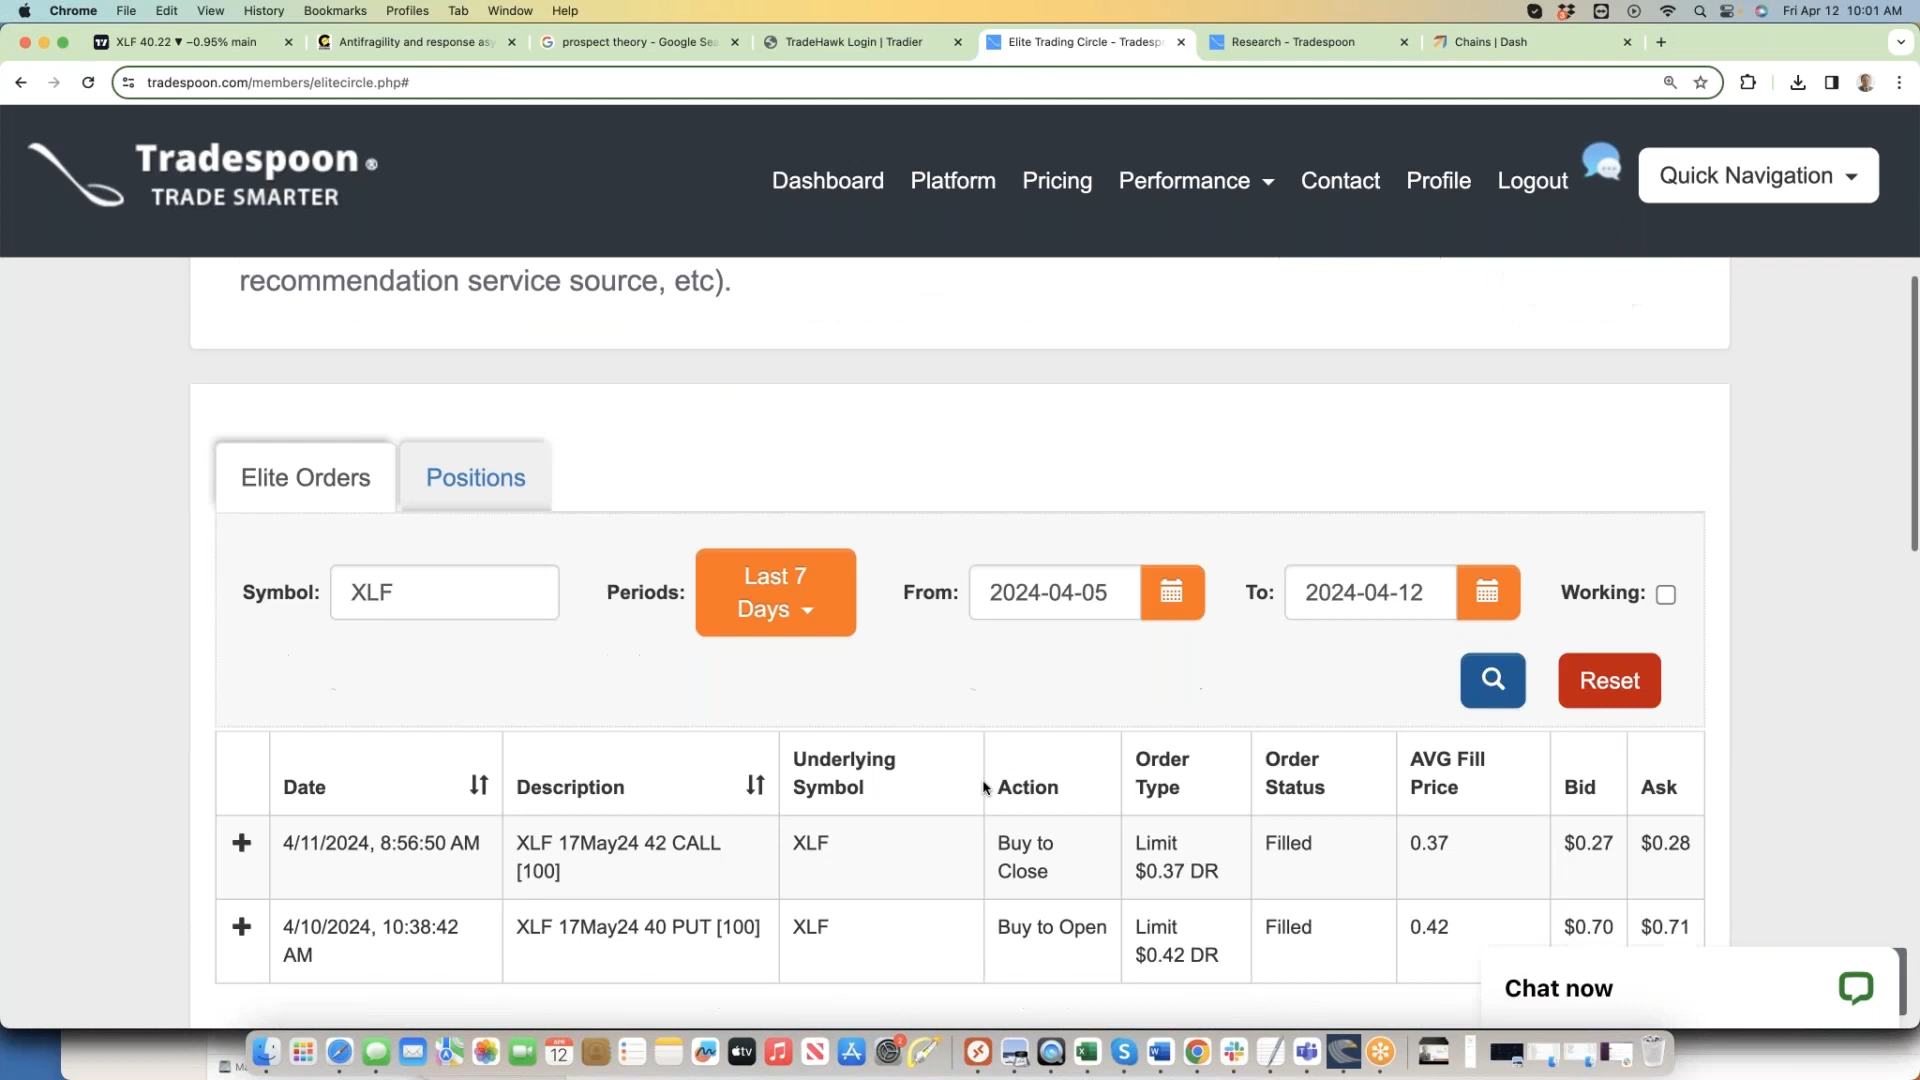 Chrome File Edit View History Bookmarks Profiles Tab Window Help Fri Apr 12 10:01 AM
XLF 40.22 ▼ −0.95% main Antifragility and response asy prospect theory - Google Sea TradeHawk Login | Tradier Elite Trading Circle - Tradespo Research - Tradespoon Chains | Dash
tradespoon.com/members/elitecircle.php#
Tradespoon ®
TRADE SMARTER
Dashboard Platform Pricing Performance Contact Profile Logout Quick Navigation
recommendation service source, etc).
Elite Orders Positions
Symbol: XLF Periods: Last 7 Days From: 2024-04-05 To: 2024-04-12 Working:
Reset
Date Description Underlying Symbol Action Order Type Order Status AVG Fill Price Bid Ask
4/11/2024, 8:56:50 AM XLF 17May24 42 CALL [100] XLF Buy to Close Limit $0.37 DR Filled 0.37 $0.27 $0.28
4/10/2024, 10:38:42 AM XLF 17May24 40 PUT [100] XLF Buy to Open Limit $0.42 DR Filled 0.42 $0.70 $0.71
Chat now